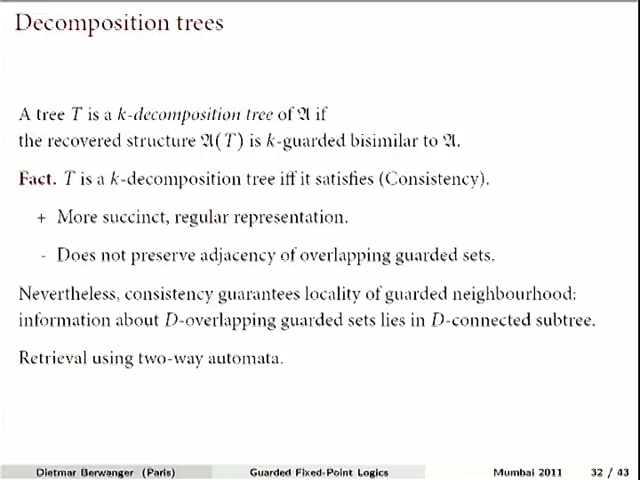 Decomposition trees
A tree T is a k-decomposition tree of 𝔄 if
the recovered structure 𝔄(T) is k-guarded bisimilar to 𝔄.
Fact. T is a k-decomposition tree iff it satisfies (Consistency).
+ More succinct, regular representation.
- Does not preserve adjacency of overlapping guarded sets.
Nevertheless, consistency guarantees locality of guarded neighbourhood:
information about D-overlapping guarded sets lies in D-connected subtree.
Retrieval using two-way automata.
Dietmar Berwanger (Paris) Guarded Fixed-Point Logics Mumbai 2011 32 / 43